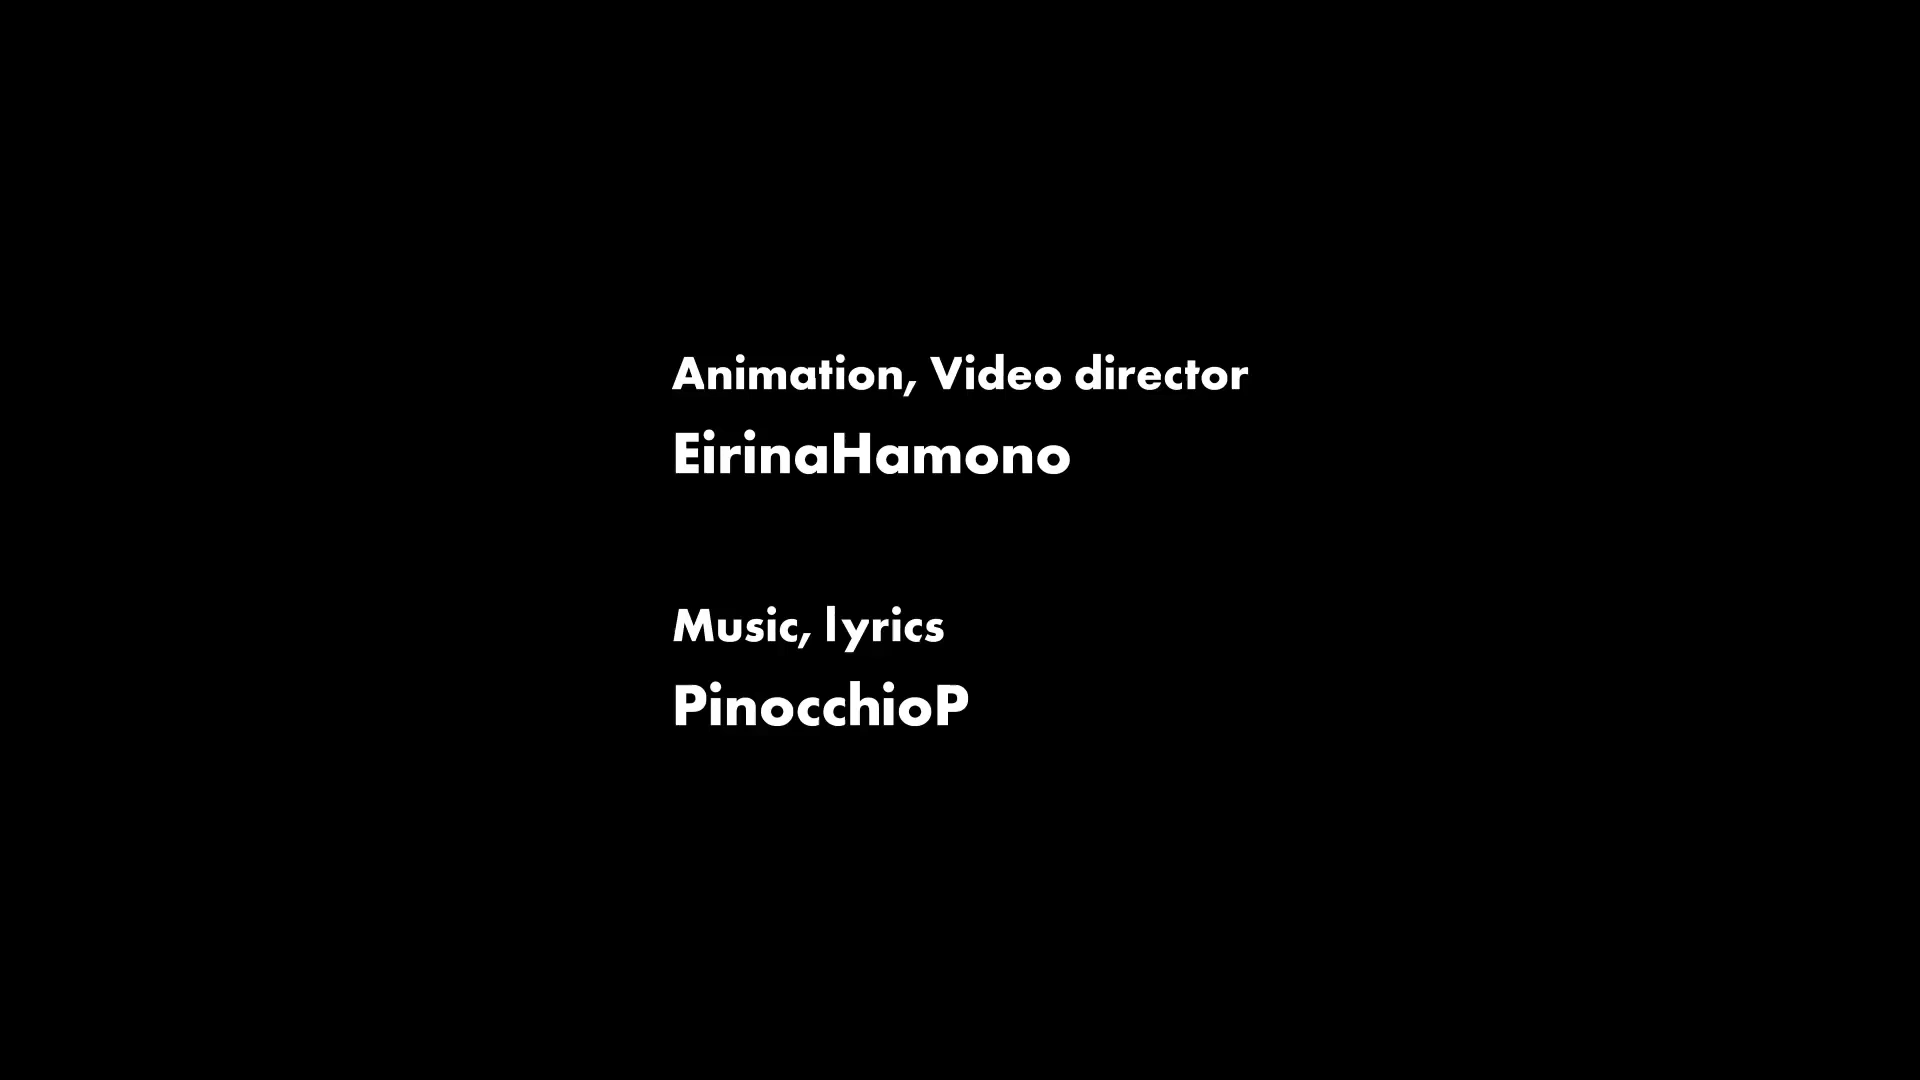 Animation, Video director
EirinaHamono
Music, lyrics
PinocchioP